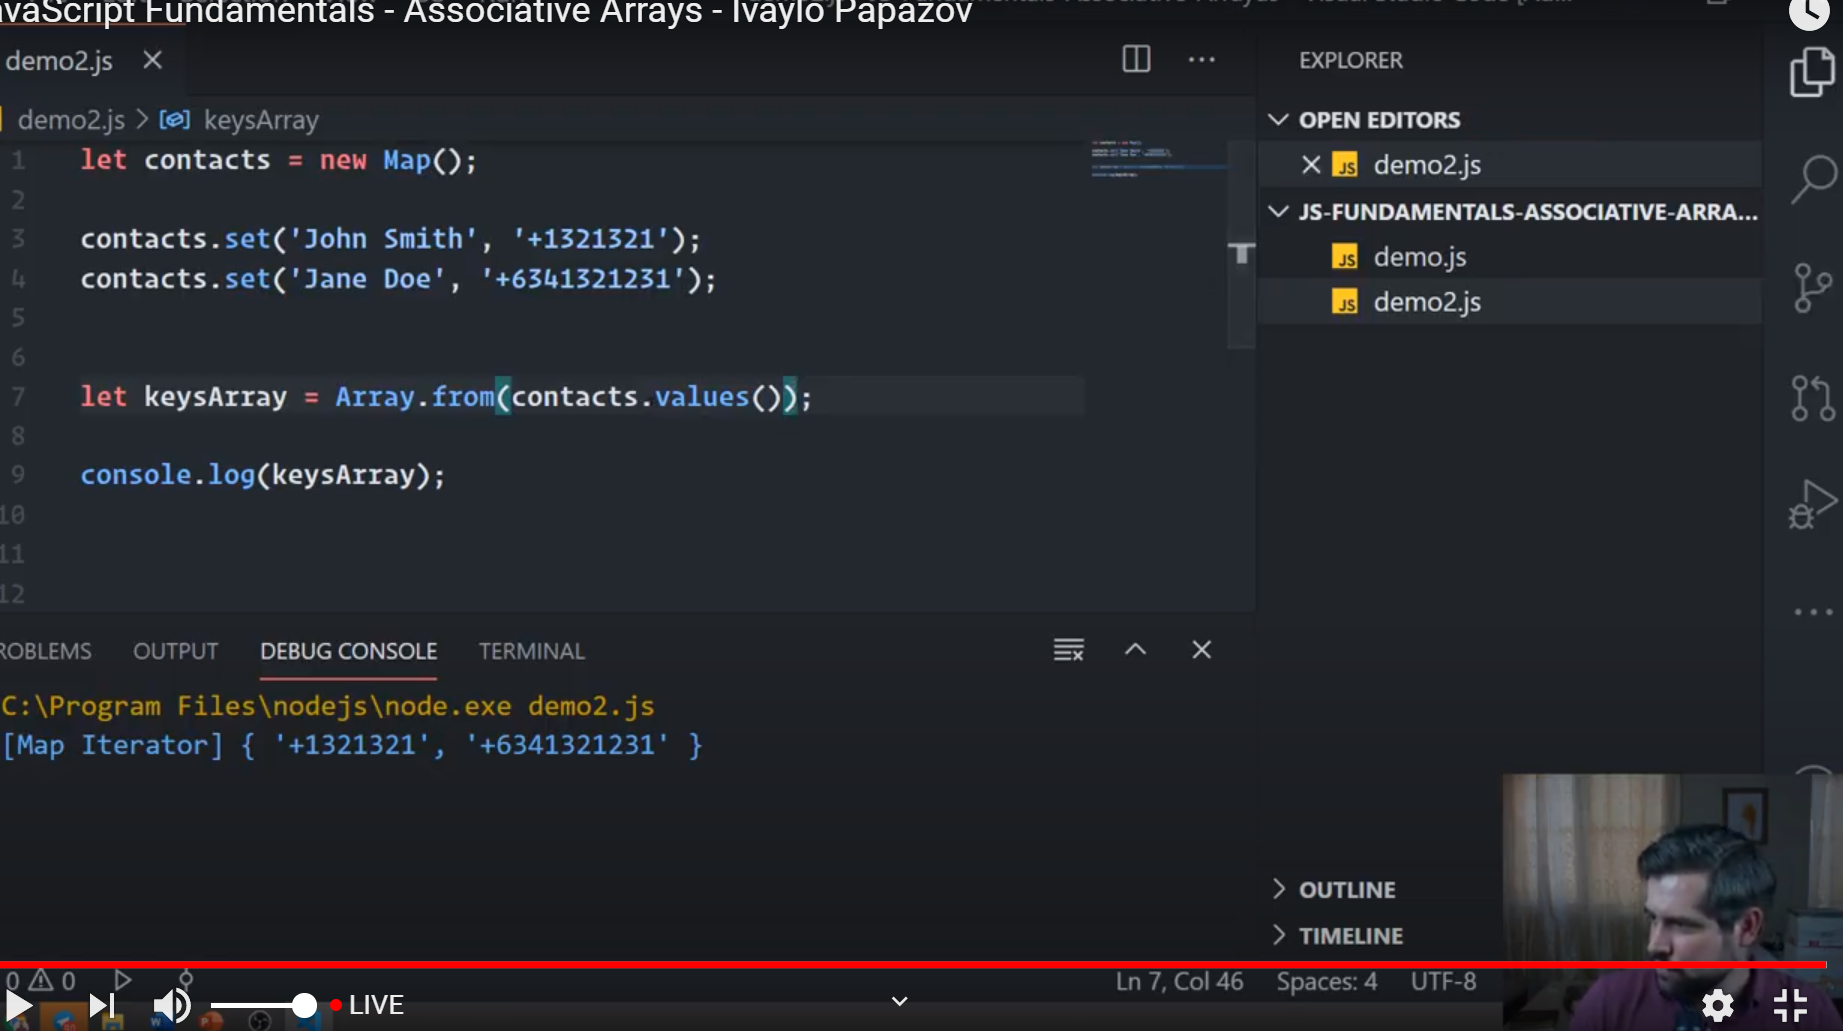 avaScript Fundamentals - Associative Arrays - Ivaylo Papazov
demo2.js
demo2.js > keysArray
1 let contacts = new Map();
2
3 contacts.set('John Smith', '+1321321');
4 contacts.set('Jane Doe', '+6341321231');
5
6
7 let keysArray = Array.from(contacts.values());
8
9 console.log(keysArray);
10
11
12
EXPLORER
OPEN EDITORS
JS demo2.js
JS-FUNDAMENTALS-ASSOCIATIVE-ARRA...
JS demo.js
JS demo2.js
ROBLEMS OUTPUT DEBUG CONSOLE TERMINAL
C:\Program Files\nodejs\node.exe demo2.js
[Map Iterator] { '+1321321', '+6341321231' }
OUTLINE
TIMELINE
0 0
Ln 7, Col 46 Spaces: 4 UTF-8
LIVE